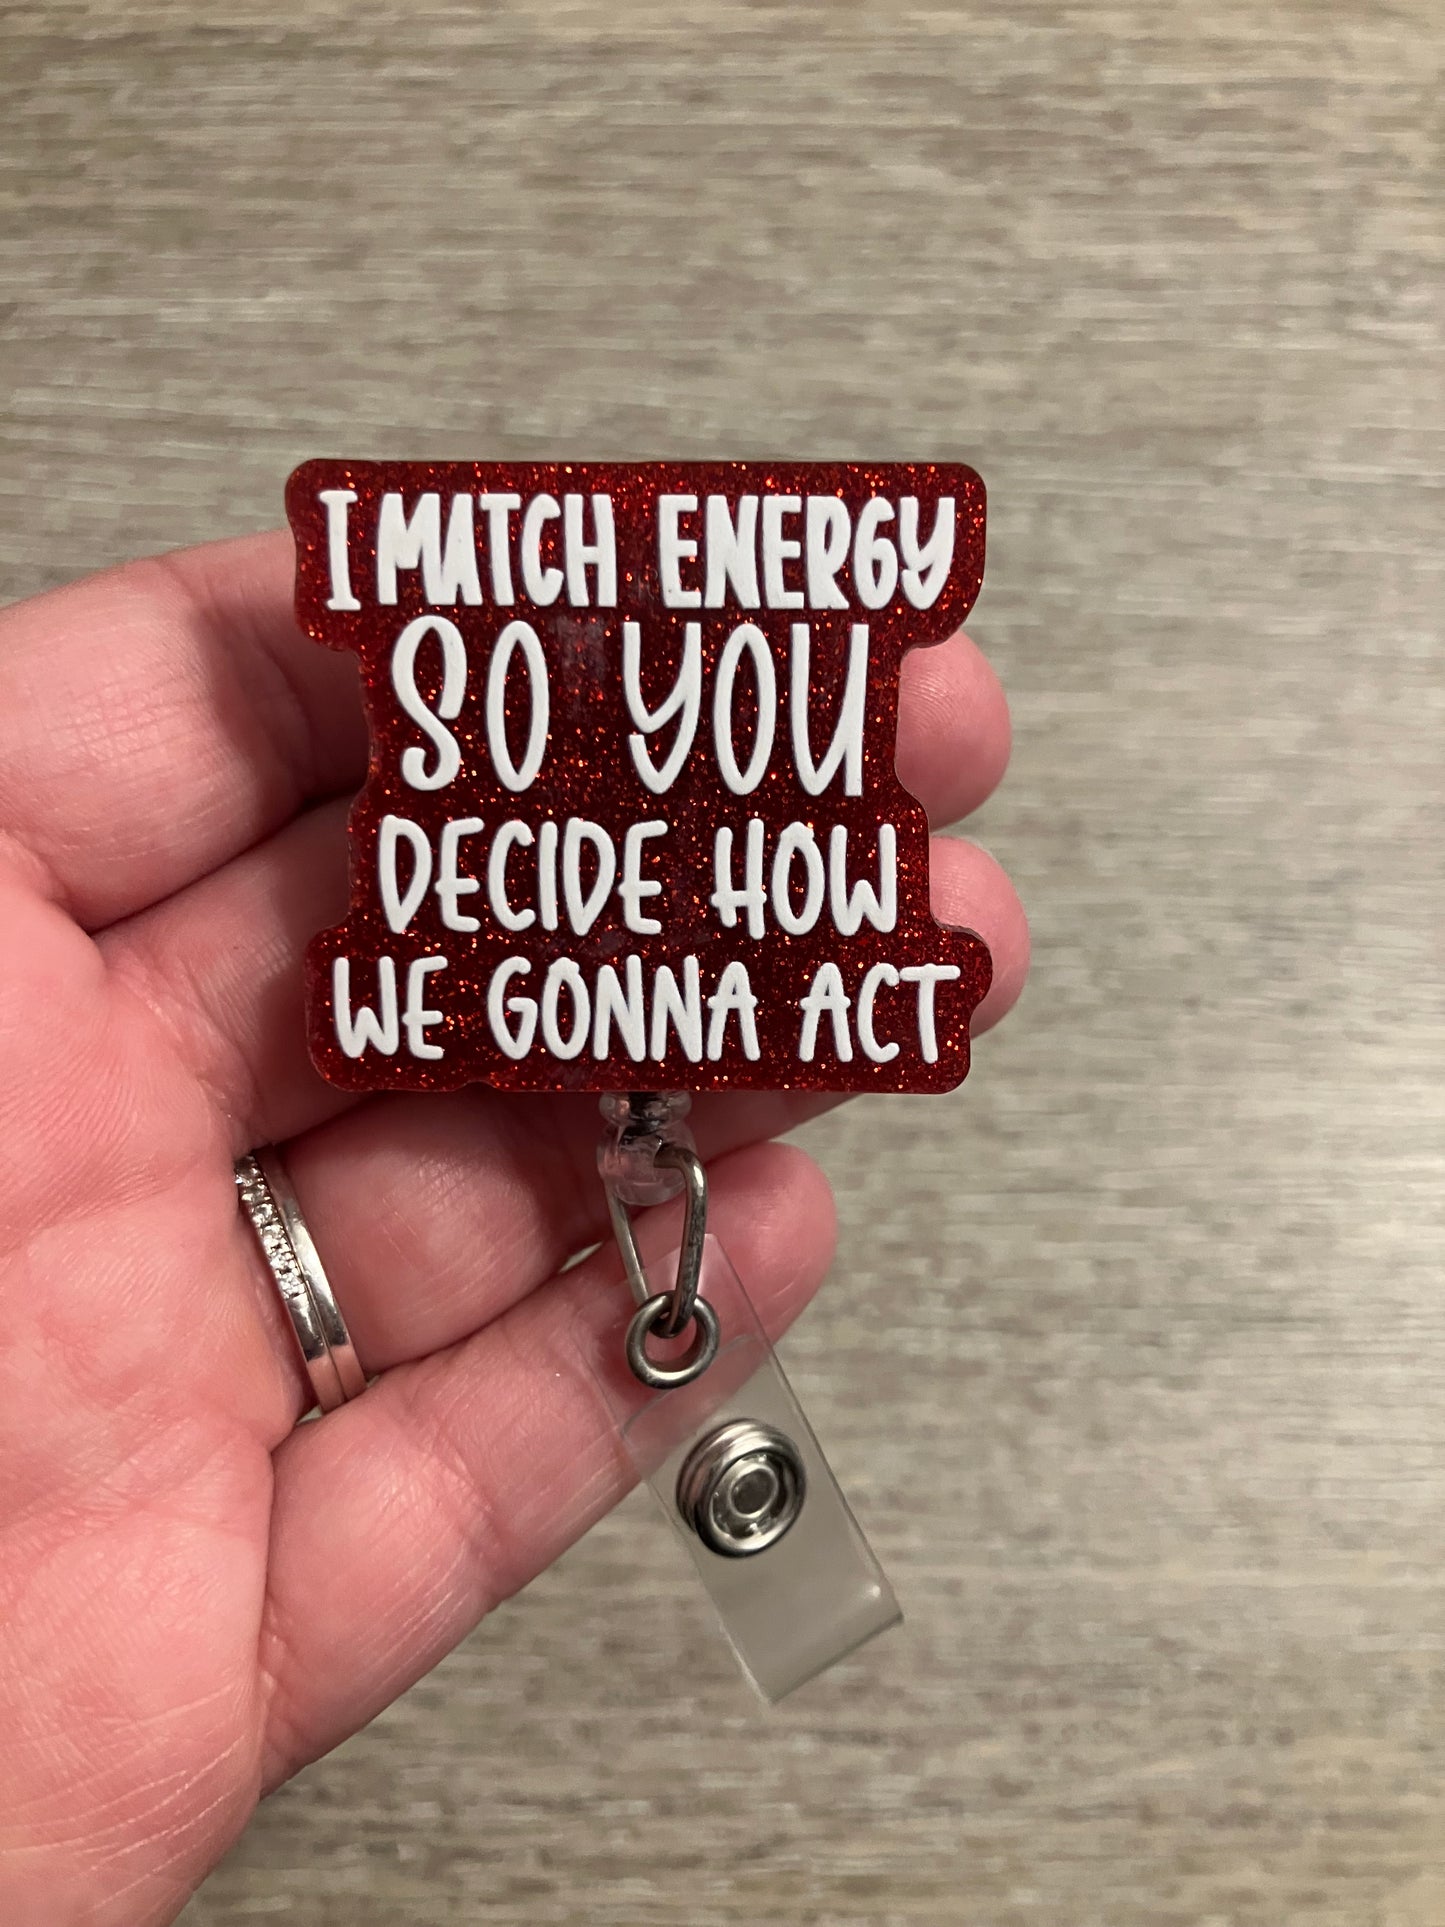 I MATCH ENERGY
SO YOU
DECIDE HOW
WE GONNA ACT